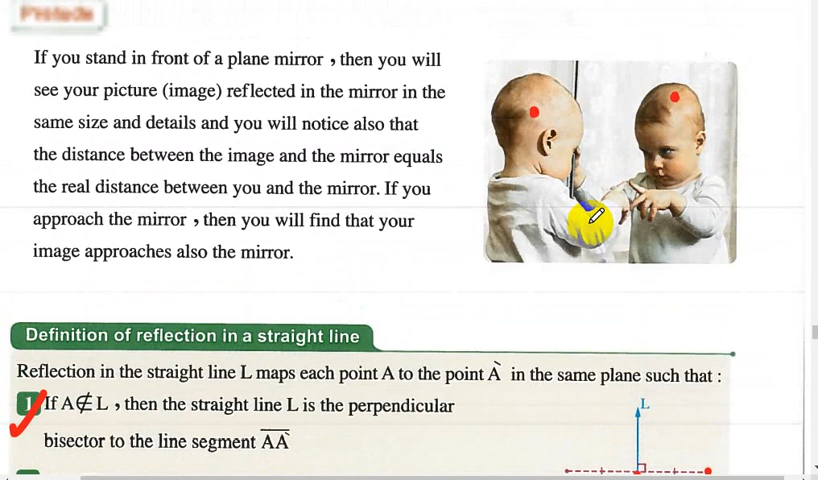 Prelude
If you stand in front of a plane mirror , then you will
see your picture (image) reflected in the mirror in the
same size and details and you will notice also that
the distance between the image and the mirror equals
the real distance between you and the mirror. If you
approach the mirror , then you will find that your
image approaches also the mirror.
Definition of reflection in a straight line
Reflection in the straight line L maps each point A to the point À in the same plane such that :
1 If A ∉ L , then the straight line L is the perpendicular
bisector to the line segment A̅À̅
L